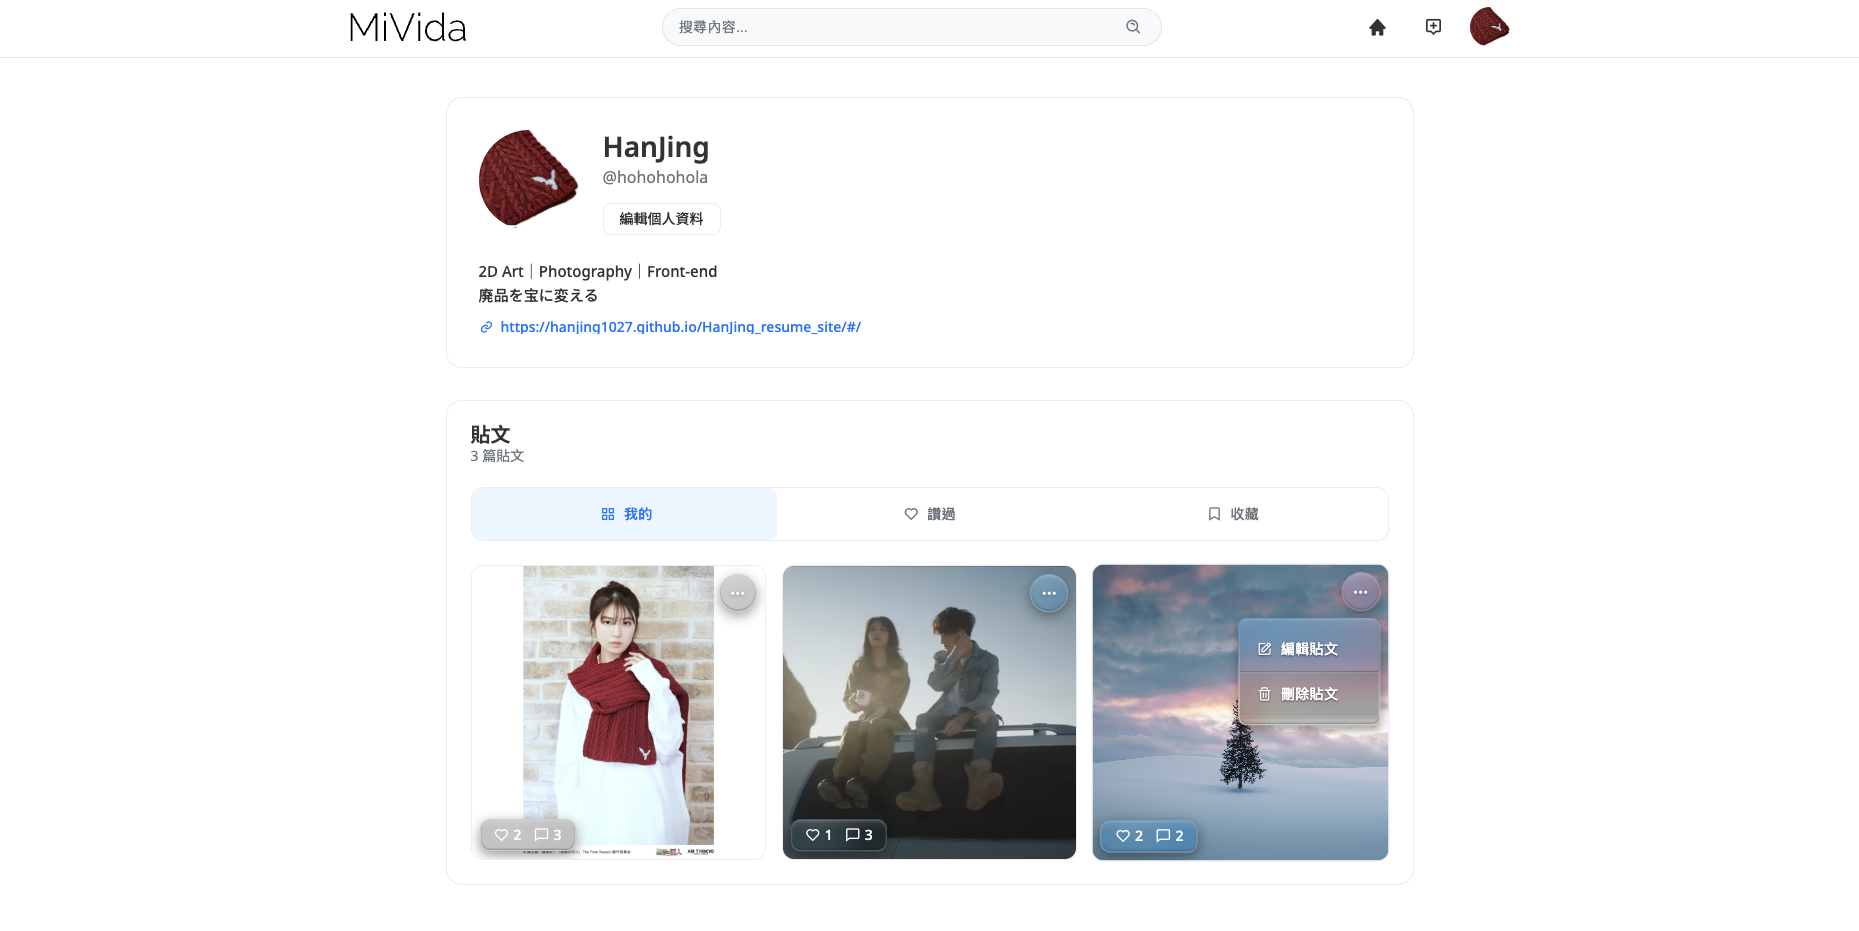 MiVida
搜尋內容...
HanJing
@hohohohola
編輯個人資料
2D Art｜Photography｜Front-end
廃品を宝に変える
https://hanjing1027.github.io/HanJing_resume_site/#/
貼文
3 篇貼文
我的
讚過
收藏
編輯貼文
刪除貼文
2 3
1 3
2 2
The Final Season